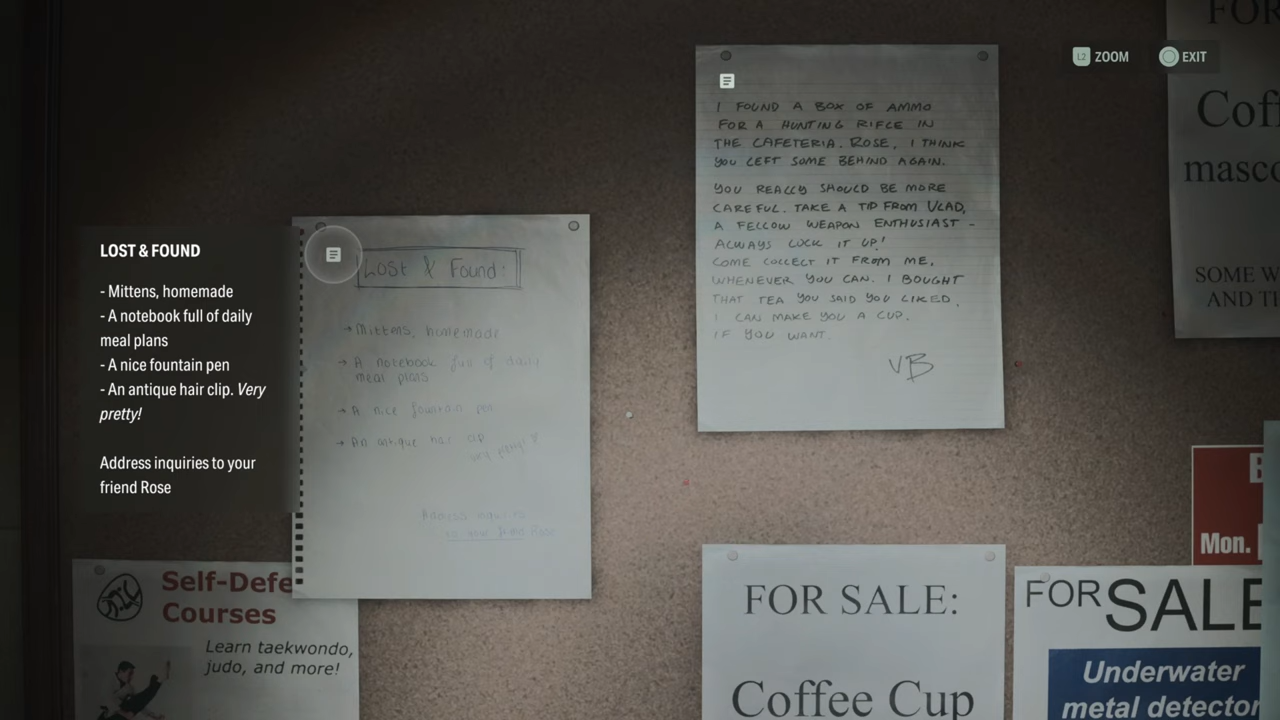 ZOOM
EXIT
LOST & FOUND
- Mittens, homemade
- A notebook full of daily
meal plans
- A nice fountain pen
- An antique hair clip. Very
pretty!
Address inquiries to your
friend Rose
Lost & Found:
→ Mittens, homemade
→ A notebook full of daily
meal plans
→ A nice fountain pen
→ An antique hair clip
very pretty!
Address inquiries
to your friend Rose
I FOUND A BOX OF AMMO
FOR A HUNTING RIFLE IN
THE CAFETERIA. ROSE, I THINK
YOU LEFT SOME BEHIND AGAIN.
YOU REALLY SHOULD BE MORE
CAREFUL. TAKE A TIP FROM VLAD,
A FELLOW WEAPON ENTHUSIAST -
ALWAYS LOCK IT UP!
COME COLLECT IT FROM ME,
WHENEVER YOU CAN. I BOUGHT
THAT TEA YOU SAID YOU LIKED,
I CAN MAKE YOU A CUP.
IF YOU WANT.
VB
FOR
Cof
masc
SOME W
AND T
Self-Defe
Courses
Learn taekwondo,
judo, and more!
FOR SALE:
Coffee Cup
B
Mon.
FOR SALE
Underwater
metal detector